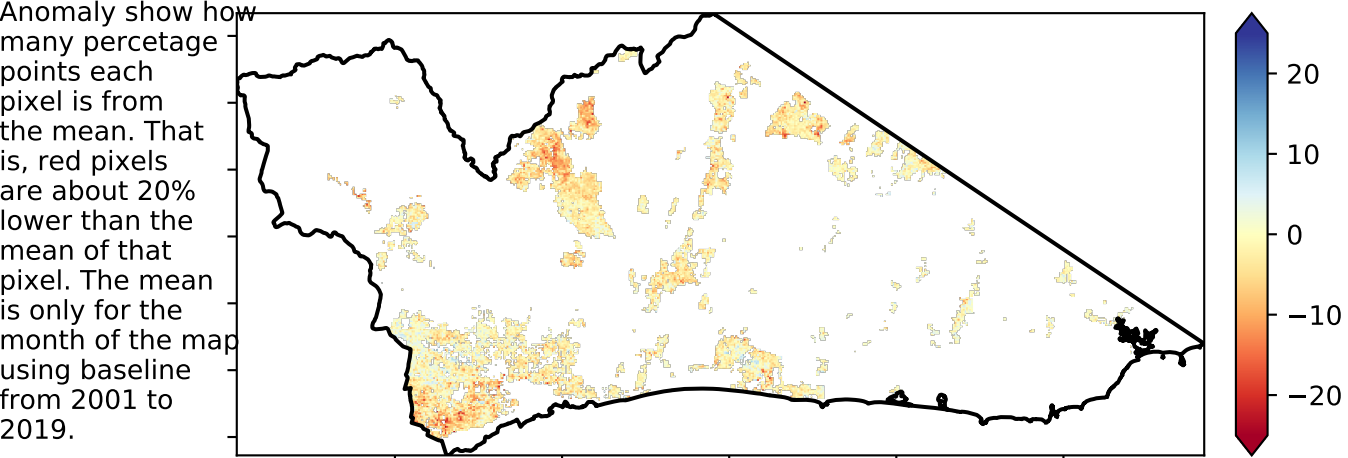 Anomaly show how
many percetage
points each
pixel is from
the mean. That
is, red pixels
are about 20%
lower than the
mean of that
pixel. The mean
is only for the
month of the map
using baseline
from 2001 to
2019.
20
10
0
−10
−20